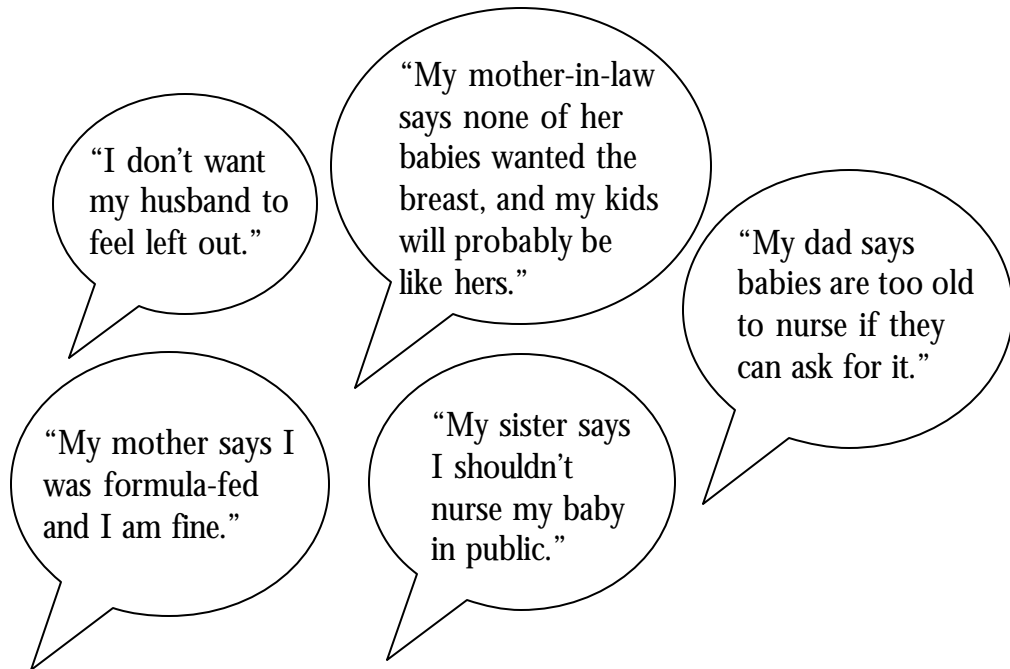 “I don’t want
my husband to
feel left out.”
“My mother-in-law
says none of her
babies wanted the
breast, and my kids
will probably be
like hers.”
“My dad says
babies are too old
to nurse if they
can ask for it.”
“My mother says I
was formula-fed
and I am fine.”
“My sister says
I shouldn’t
nurse my baby
in public.”